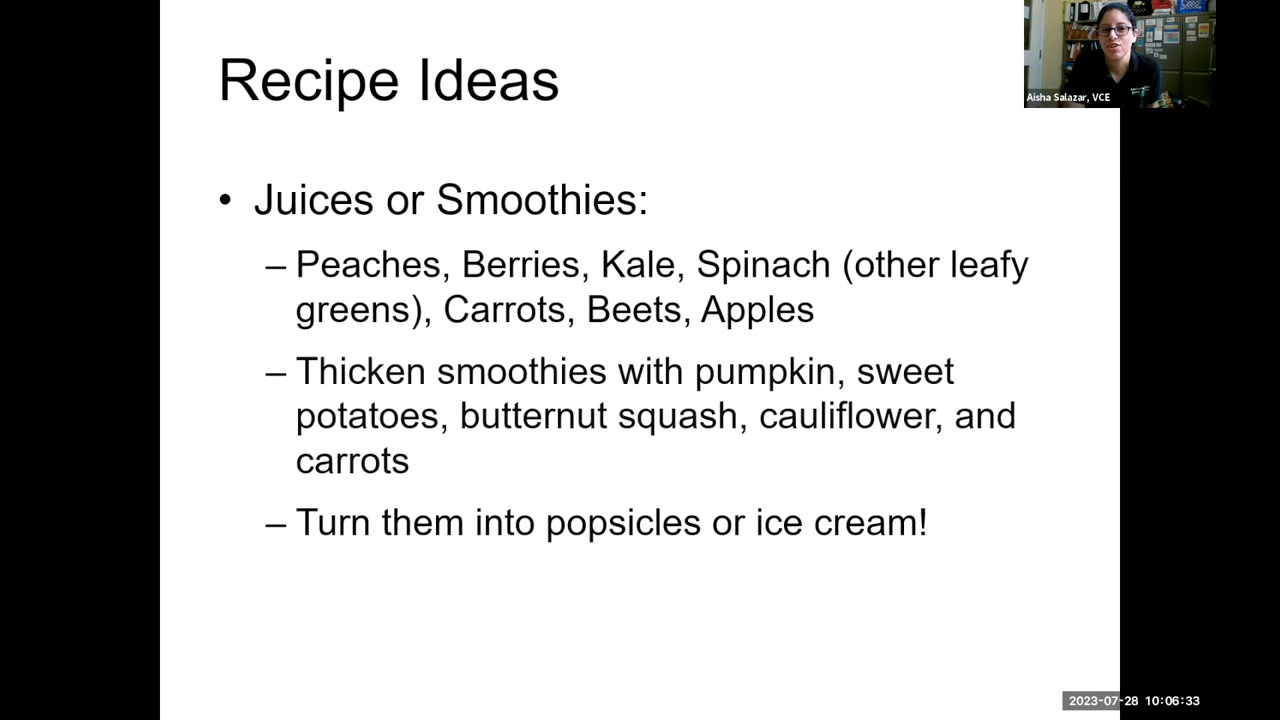 Recipe Ideas
Aisha Salazar, VCE
• Juices or Smoothies:
– Peaches, Berries, Kale, Spinach (other leafy
greens), Carrots, Beets, Apples
– Thicken smoothies with pumpkin, sweet
potatoes, butternut squash, cauliflower, and
carrots
– Turn them into popsicles or ice cream!
2023-07-28 10:06:33